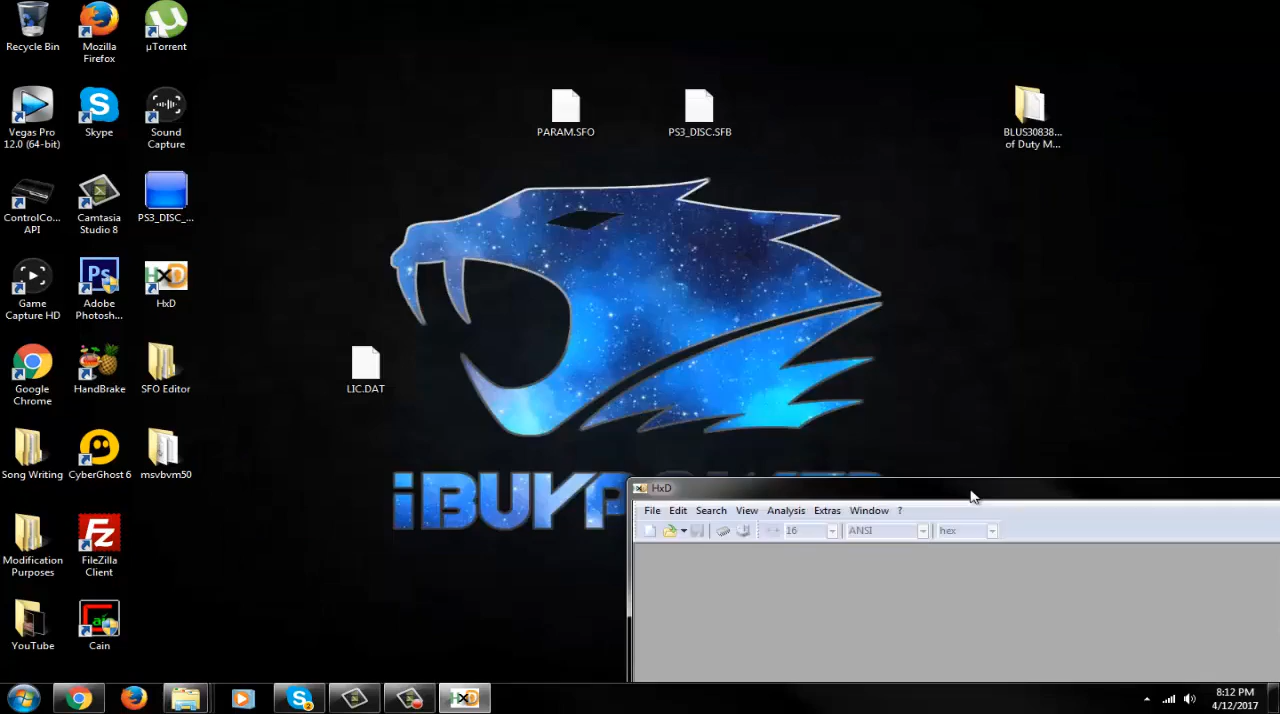 Recycle Bin
Mozilla
Firefox
µTorrent
PARAM.SFO
PS3_DISC.SFB
BLUS30838...
of Duty M...
Vegas Pro
12.0 (64-bit)
Skype
Sound
Capture
ControlCo...
API
Camtasia
Studio 8
PS3_DISC_...
Game
Capture HD
Ps
Adobe
Photosh...
HxD
HxD
Google
Chrome
HandBrake
SFO Editor
LIC.DAT
Song Writing
CyberGhost 6
msvbvm50
iBUYP
HxD
File Edit Search View Analysis Extras Window ?
16 ANSI hex
Modification
Purposes
FileZilla
Client
YouTube
Cain
8:12 PM
4/12/2017